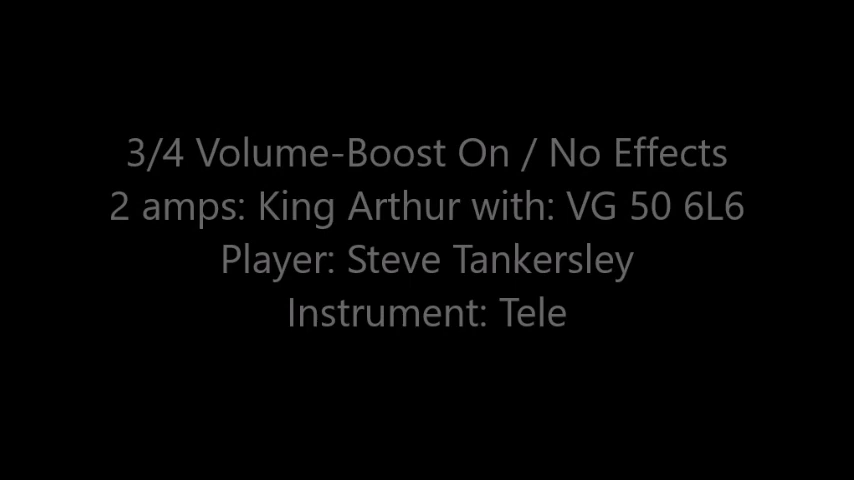 3/4 Volume-Boost On / No Effects
2 amps: King Arthur with: VG 50 6L6
Player: Steve Tankersley
Instrument: Tele